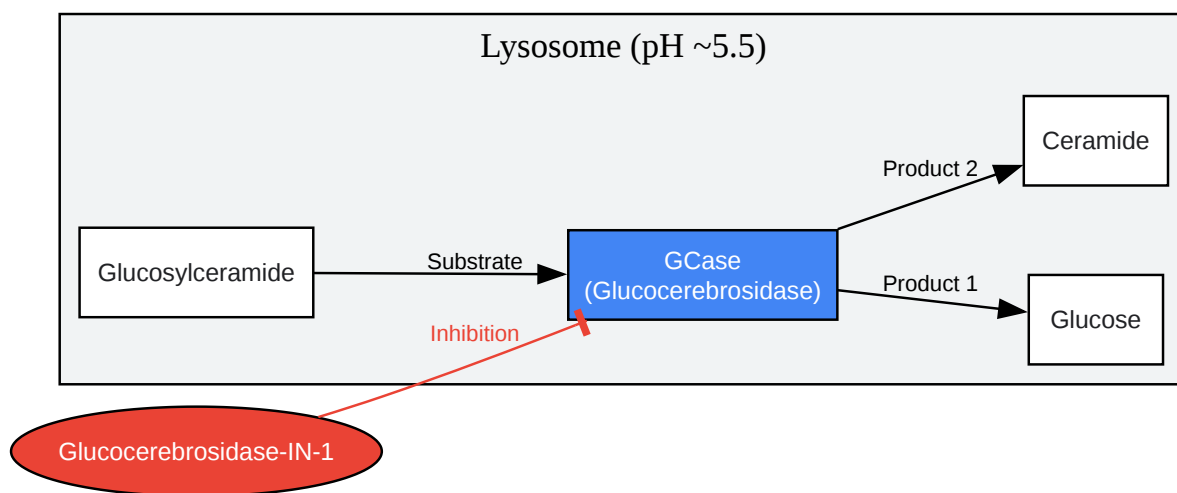 Lysosome (pH ~5.5)
Ceramide
Product 2
Glucosylceramide
Substrate
GCase
(Glucocerebrosidase)
Product 1
Glucose
Inhibition
Glucocerebrosidase-IN-1